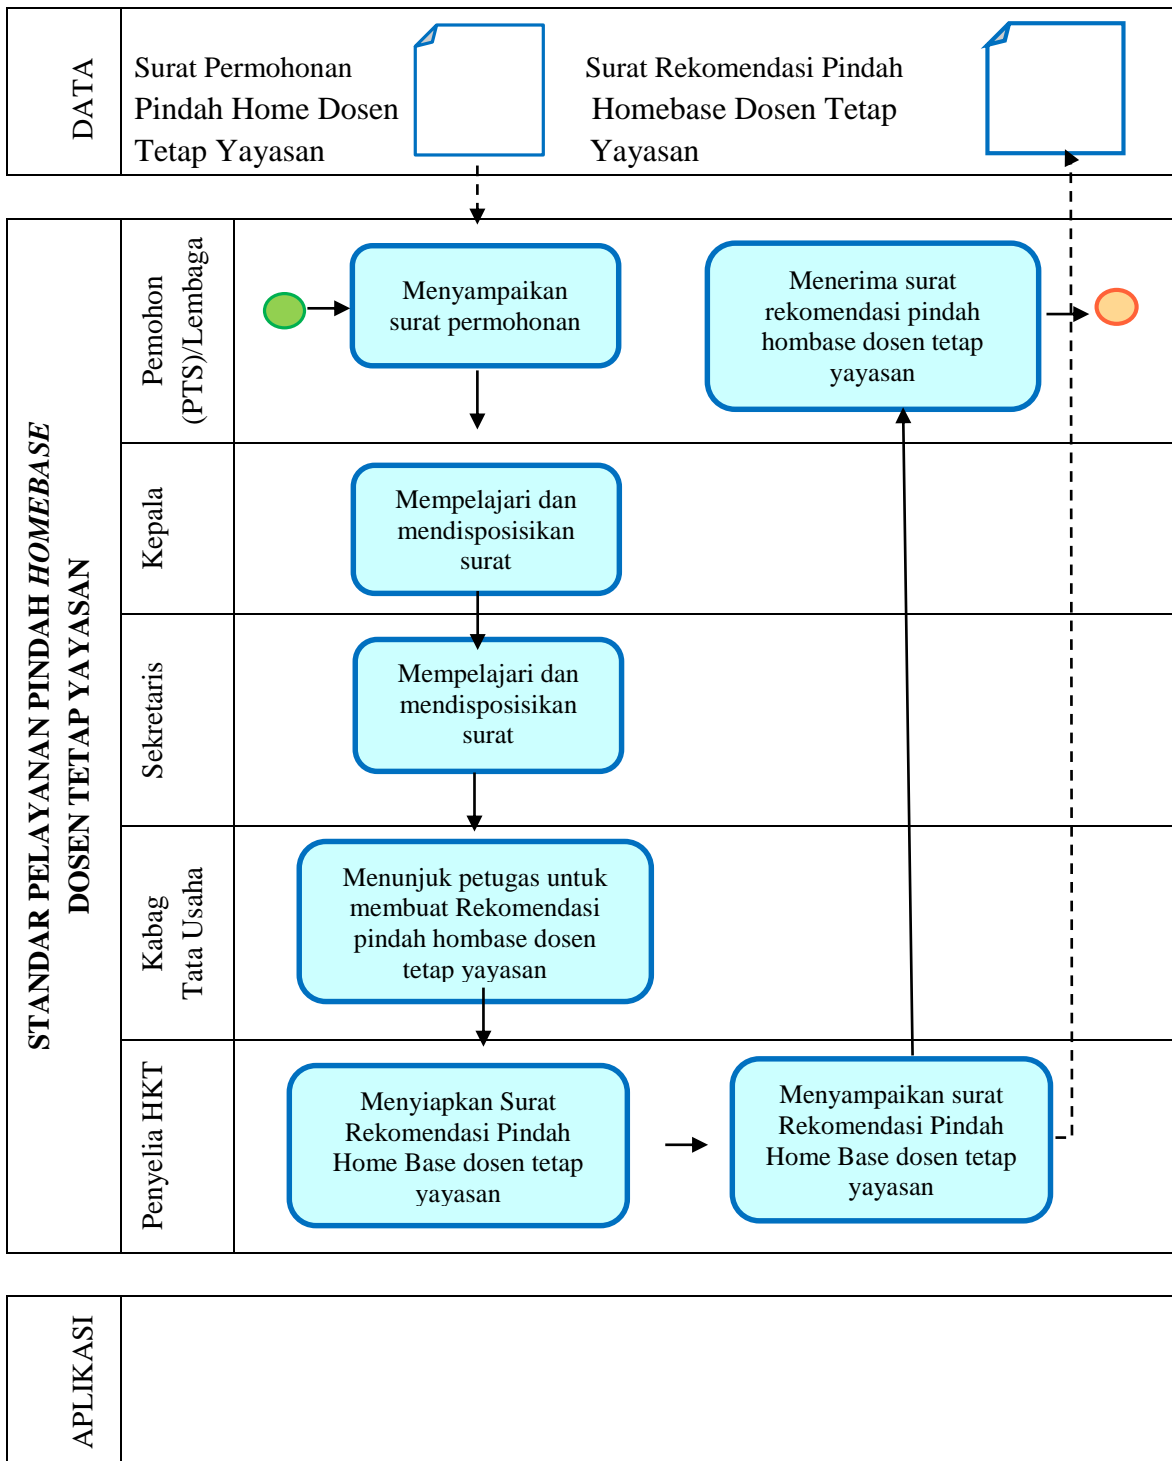 DATA
Surat Permohonan
Pindah Home Dosen
Tetap Yayasan
Surat Rekomendasi Pindah
Homebase Dosen Tetap
Yayasan
STANDAR PELAYANAN PINDAH HOMEBASE
DOSEN TETAP YAYASAN
Pemohon
(PTS)/Lembaga
Menyampaikan
surat permohonan
Menerima surat
rekomendasi pindah
hombase dosen tetap
yayasan
Kepala
Mempelajari dan
mendisposisikan
surat
Sekretaris
Mempelajari dan
mendisposisikan
surat
Kabag
Tata Usaha
Menunjuk petugas untuk
membuat Rekomendasi
pindah hombase dosen
tetap yayasan
Penyelia HKT
Menyiapkan Surat
Rekomendasi Pindah
Home Base dosen tetap
yayasan
Menyampaikan surat
Rekomendasi Pindah
Home Base dosen tetap
yayasan
APLIKASI